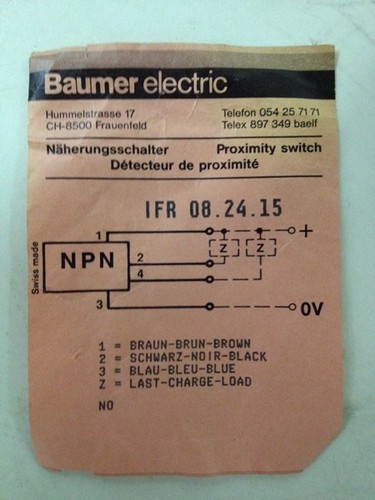 Baumer electric
Hummelstrasse 17 Telefon 054 25 71 71
CH-8500 Frauenfeld Telex 897 349 baelf
Näherungsschalter Proximity switch
Détecteur de proximité
IFR 08.24.15
1 +
Z Z
NPN 2
4
3 0V
Swiss made
1 = BRAUN-BRUN-BROWN
2 = SCHWARZ-NOIR-BLACK
3 = BLAU-BLEU-BLUE
Z = LAST-CHARGE-LOAD
NO